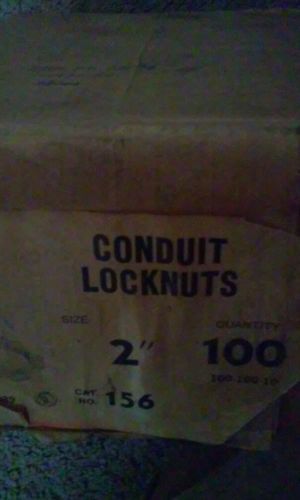 CONDUIT
LOCKNUTS
SIZE QUANTITY
2" 100
CAT. NO. 156